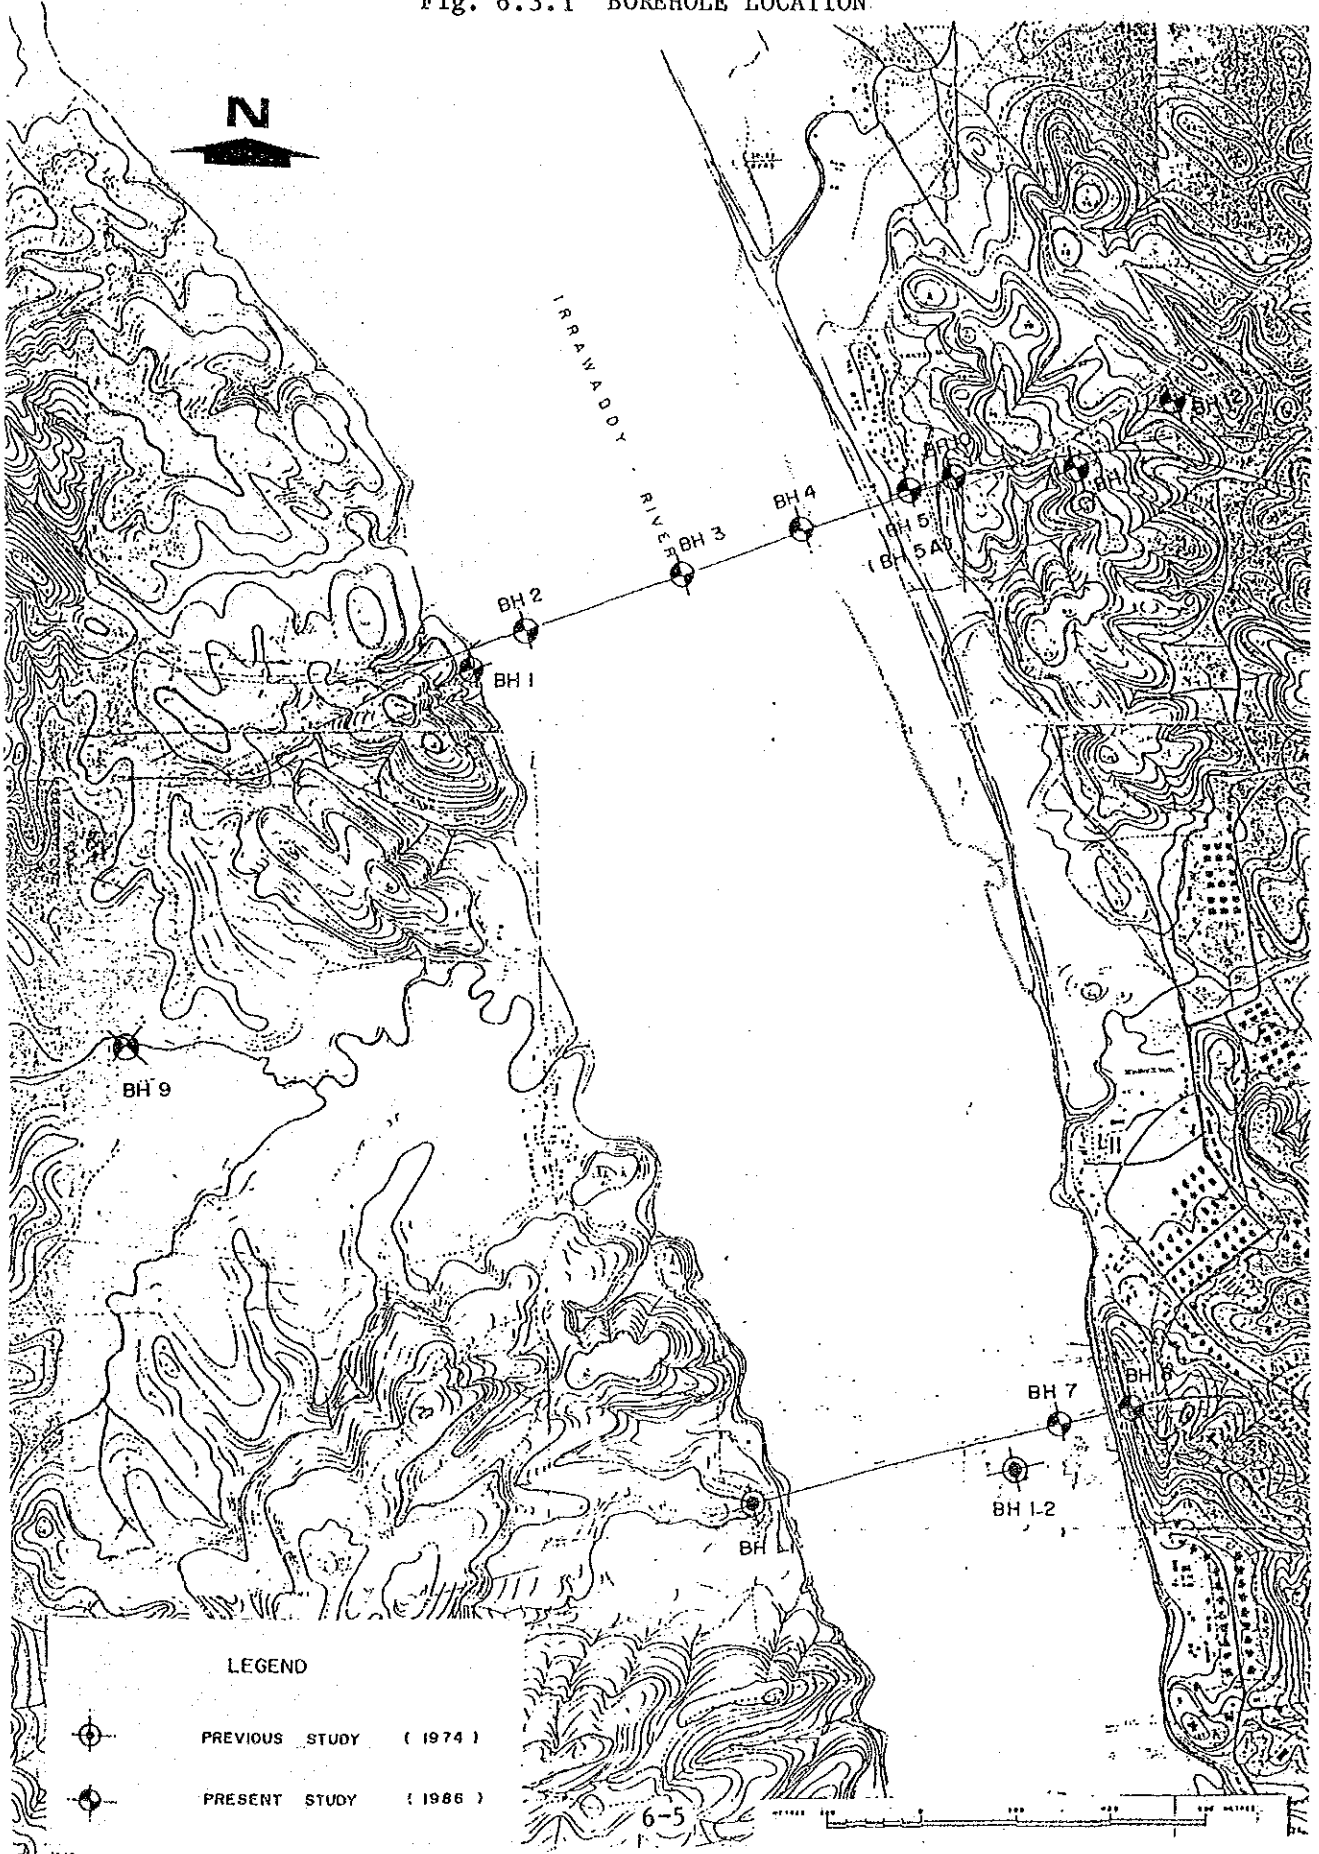 Fig. 6.3.1 BOREHOLE LOCATION
N
IRRAWADDY - RIVER
BH 12
BH 10
BH 4
BH 5
(BH 5A)
BH 3
BH 2
BH 1
BH 9
BH 7
BH 8
BH 1-2
LEGEND
PREVIOUS STUDY ( 1974 )
PRESENT STUDY ( 1986 )
6-5